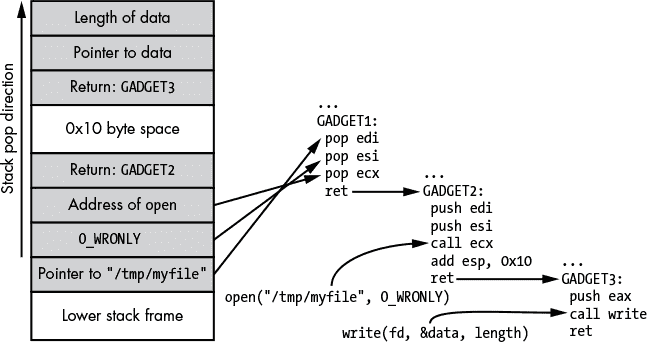 Stack pop direction
Length of data
Pointer to data
Return: GADGET3
0x10 byte space
Return: GADGET2
Address of open
O_WRONLY
Pointer to "/tmp/myfile"
Lower stack frame
...
GADGET1:
pop edi
pop esi
pop ecx
ret
...
GADGET2:
push edi
push esi
call ecx
add esp, 0x10
ret
open("/tmp/myfile", O_WRONLY)
...
GADGET3:
push eax
call write
ret
write(fd, &data, length)